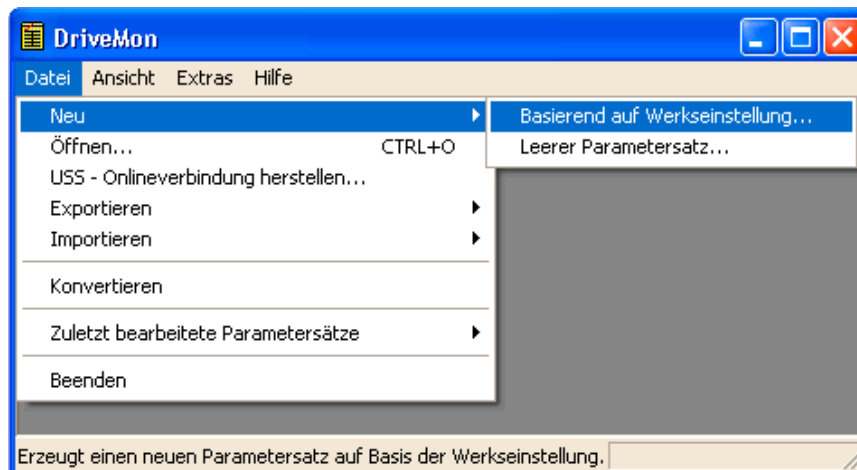 DriveMon
Datei Ansicht Extras Hilfe
Neu
Öffnen... CTRL+O
USS - Onlineverbindung herstellen...
Exportieren
Importieren
Konvertieren
Zuletzt bearbeitete Parametersätze
Beenden
Basierend auf Werkseinstellung...
Leerer Parametersatz...
Erzeugt einen neuen Parametersatz auf Basis der Werkseinstellung.